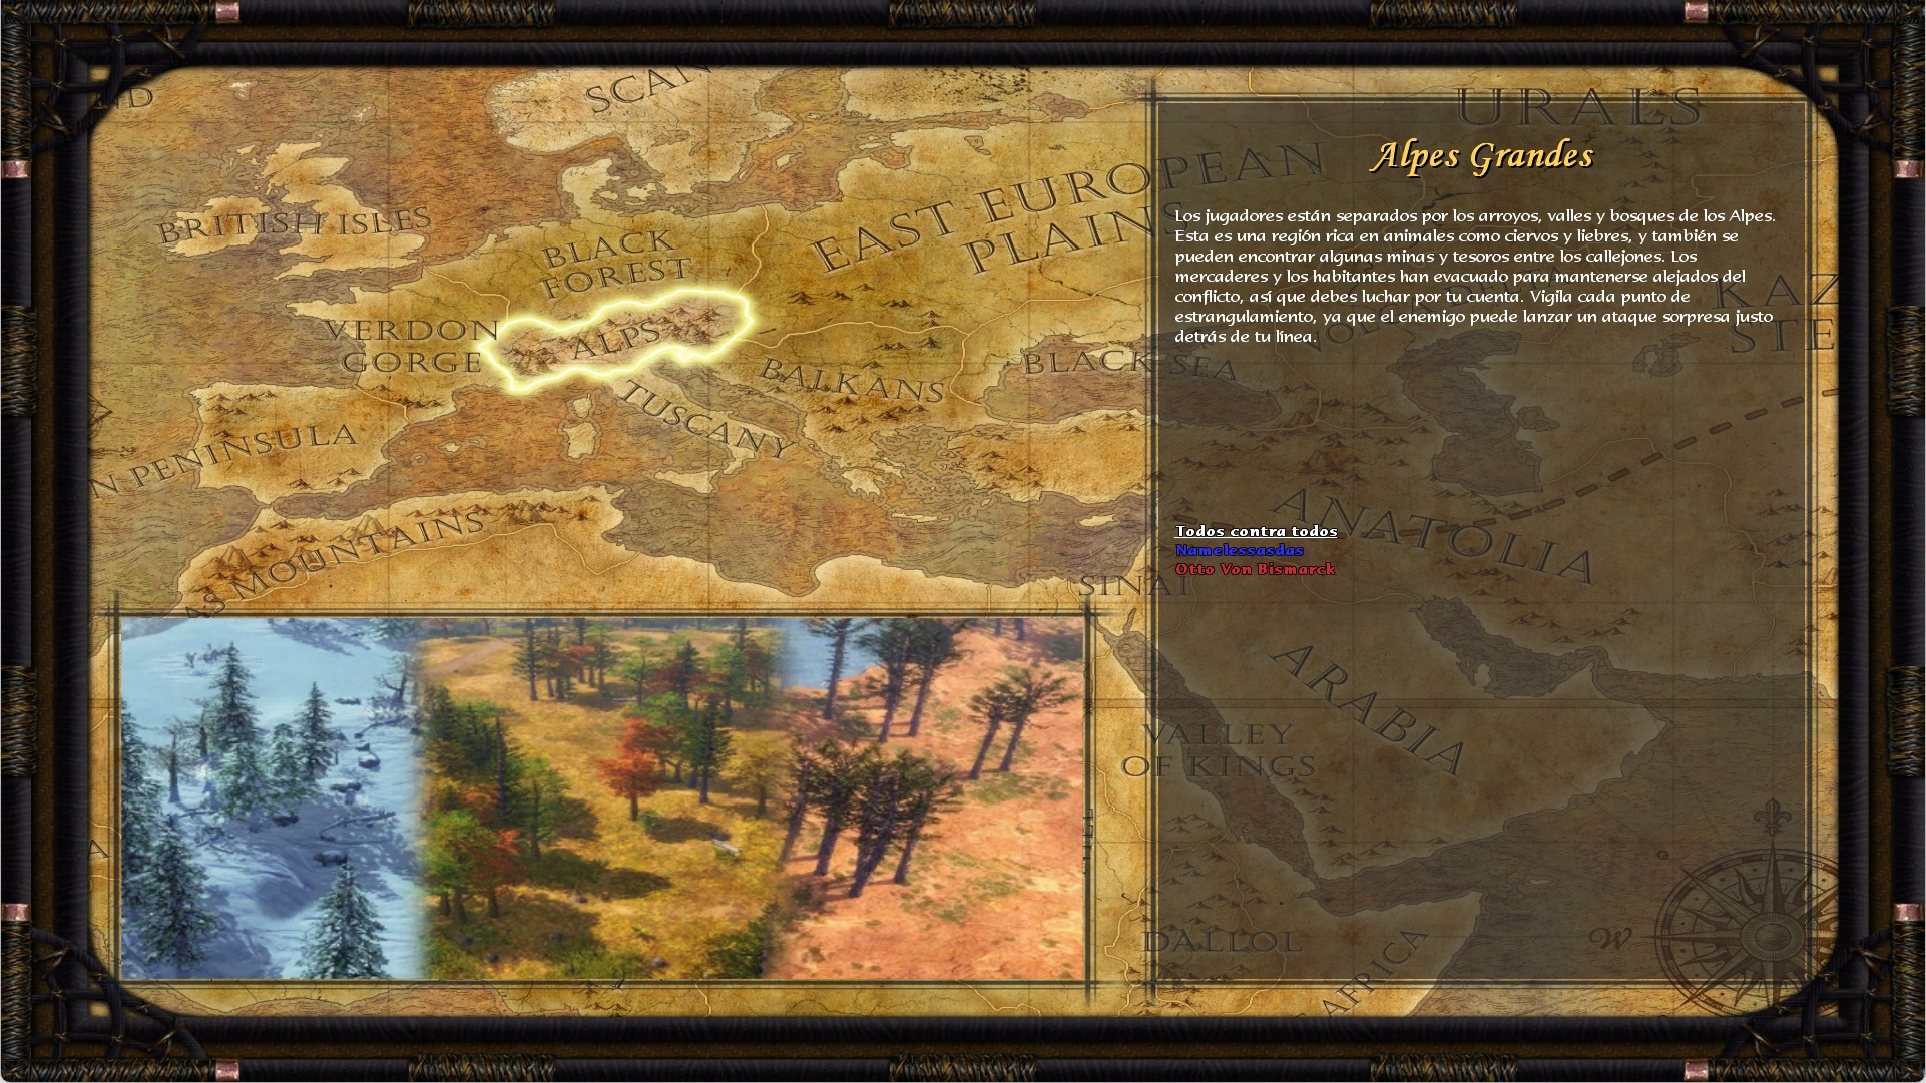 SCAN
URALS
ND
BRITISH ISLES
BLACK
FOREST
EAST EUROPEAN
PLAINS
VERDON
GORGE
ALPS
TUSCANY
BALKANS
BLACK SEA
KAZ
STE
N PENINSULA
AS MOUNTAINS
SINAI
ANATOLIA
ARABIA
VALLEY
OF KINGS
DALLOL
AFRICA
W
Alpes Grandes
Los jugadores están separados por los arroyos, valles y bosques de los Alpes.
Esta es una región rica en animales como ciervos y liebres, y también se
pueden encontrar algunas minas y tesoros entre los callejones. Los
mercaderes y los habitantes han evacuado para mantenerse alejados del
conflicto, así que debes luchar por tu cuenta. Vigila cada punto de
estrangulamiento, ya que el enemigo puede lanzar un ataque sorpresa justo
detrás de tu línea.
Todos contra todos
Namelessasdas
Otto Von Bismarck